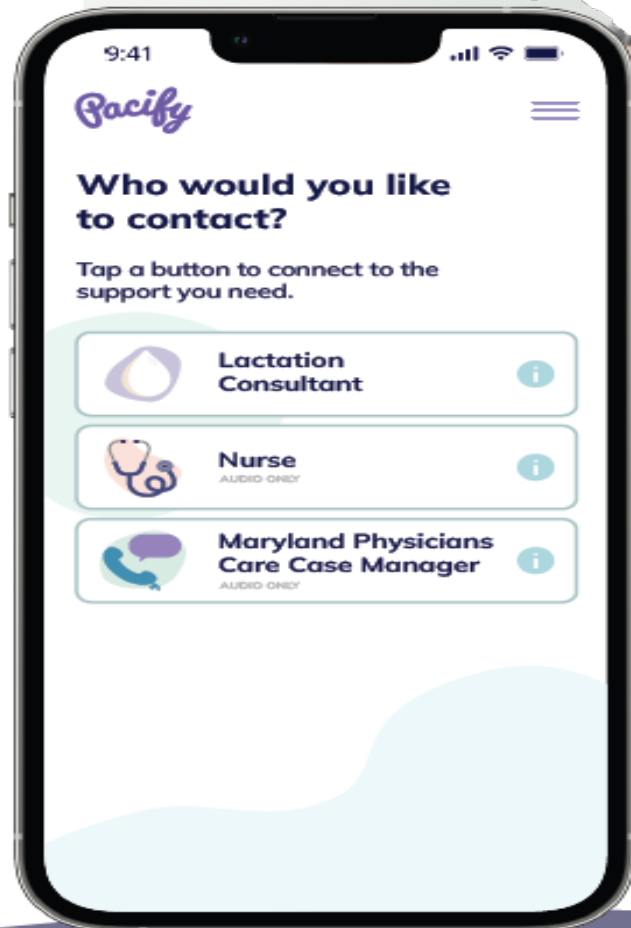 9:41
Pacify
Who would you like
to contact?
Tap a button to connect to the
support you need.
Lactation
Consultant
i
Nurse
AUDIO ONLY
i
Maryland Physicians
Care Case Manager
AUDIO ONLY
i